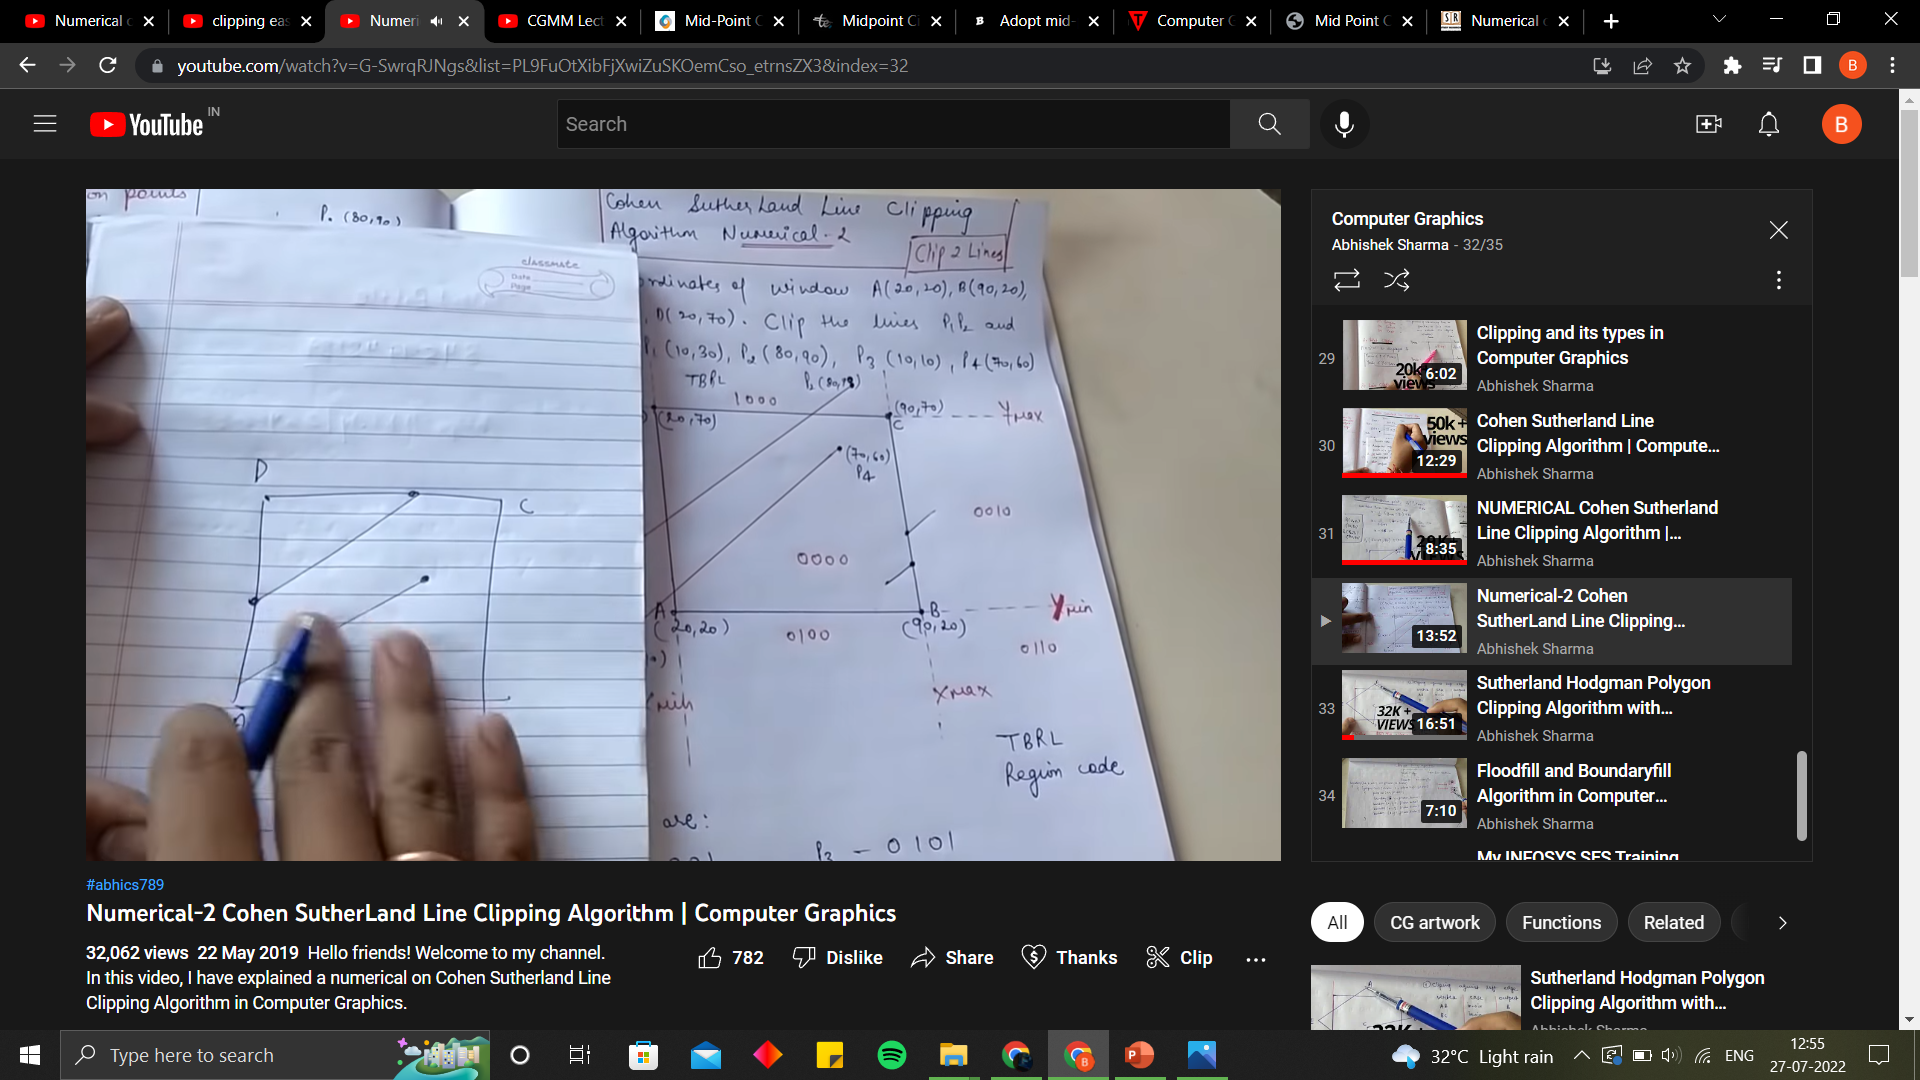 Numerical
clipping eas
Numeri
CGMM Lect
Mid-Point C
Midpoint Ci
Adopt mid-
Computer G
Mid Point C
Numerical
youtube.com/watch?v=G-SwrqRJNgs&list=PL9FuOtXibFjXwiZuSKOemCso_etrnsZX3&index=32
B
YouTube IN
Search
B
on points
P. (80,90)
Cohen SutherLand Line Clipping
Algorithm Numerical-2
Clip 2 Lines
classmate
Date
Page
ordinates of window A(20,20), B(90,20),
D(20,70). Clip the lines P1P2 and
P1 (10,30), P2 (80,90), P3 (10,10), P4 (70,60)
TBRL
1000
(20,70)
(90,70)
C
Ymax
(70,60)
P4
D
C
0010
0000
A
(20,20)
0100
B
(90,20)
Ymin
0110
Xmax
TBRL
Region code
are:
P3 - 0101
Computer Graphics
Abhishek Sharma - 32/35
29
20k
views
6:02
Clipping and its types in
Computer Graphics
Abhishek Sharma
30
50k +
views
12:29
Cohen Sutherland Line
Clipping Algorithm | Compute...
Abhishek Sharma
31
8:35
NUMERICAL Cohen Sutherland
Line Clipping Algorithm |...
Abhishek Sharma
13:52
Numerical-2 Cohen
SutherLand Line Clipping...
Abhishek Sharma
33
32K +
VIEWS
16:51
Sutherland Hodgman Polygon
Clipping Algorithm with...
Abhishek Sharma
34
7:10
Floodfill and Boundaryfill
Algorithm in Computer...
Abhishek Sharma
My INFOSYS SES Training
#abhics789
Numerical-2 Cohen SutherLand Line Clipping Algorithm | Computer Graphics
32,062 views 22 May 2019 Hello friends! Welcome to my channel.
In this video, I have explained a numerical on Cohen Sutherland Line
Clipping Algorithm in Computer Graphics.
782
Dislike
Share
Thanks
Clip
All
CG artwork
Functions
Related
Sutherland Hodgman Polygon
Clipping Algorithm with...
Abhishek Sharma
Type here to search
32°C Light rain
ENG
12:55
27-07-2022